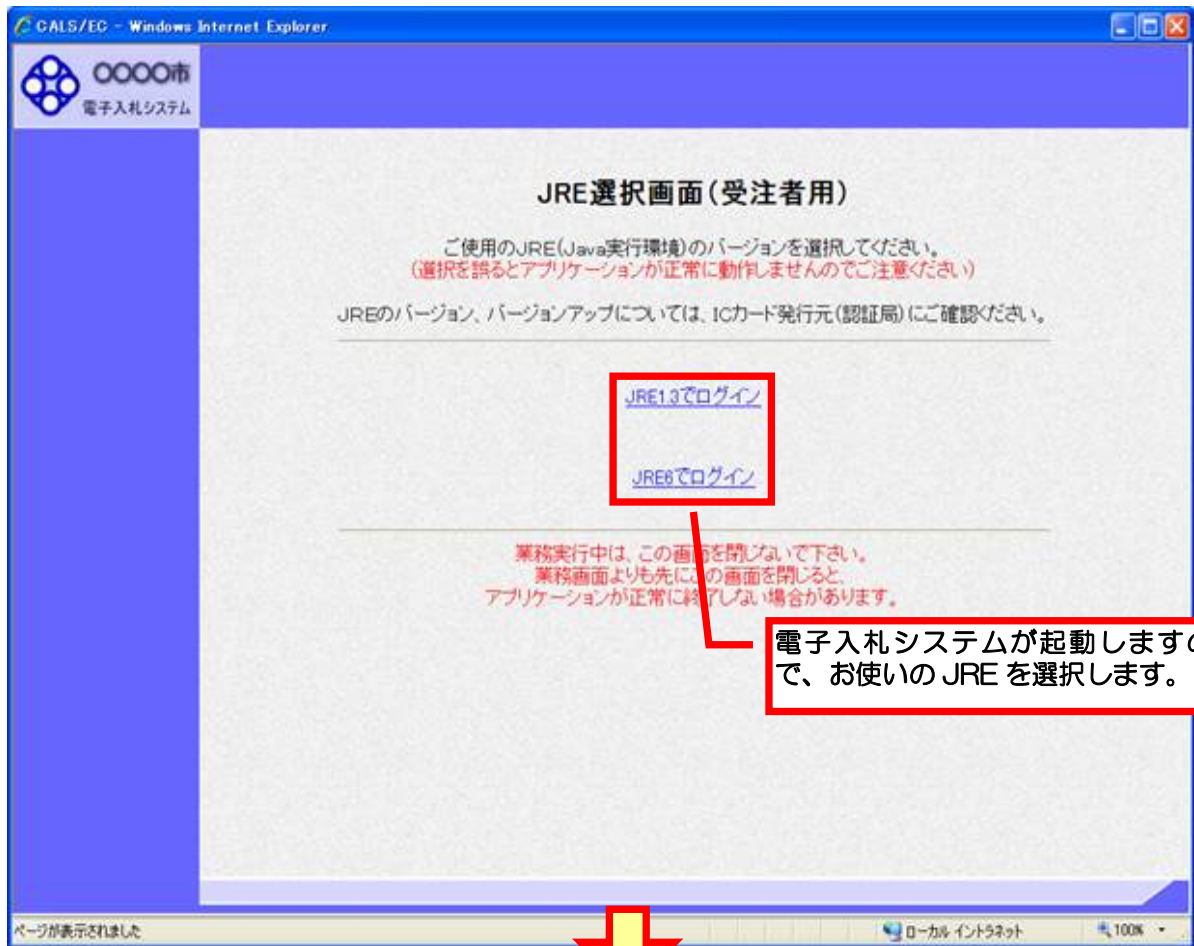 CALS/EC - Windows Internet Explorer
〇〇〇〇市
電子入札システム
JRE選択画面(受注者用)
ご使用のJRE(Java実行環境)のバージョンを選択してください。
(選択を誤るとアプリケーションが正常に動作しませんのでご注意ください)
JREのバージョン、バージョンアップについては、ICカード発行元(認証局)にご確認ください。
JRE1.3でログイン
JRE6でログイン
業務実行中は、この画面を閉じないで下さい。
業務画面よりも先にこの画面を閉じると、
アプリケーションが正常に終了しない場合があります。
電子入札システムが起動しますの
で、お使いの JRE を選択します。
ページが表示されました
ローカル イントラネット
100%